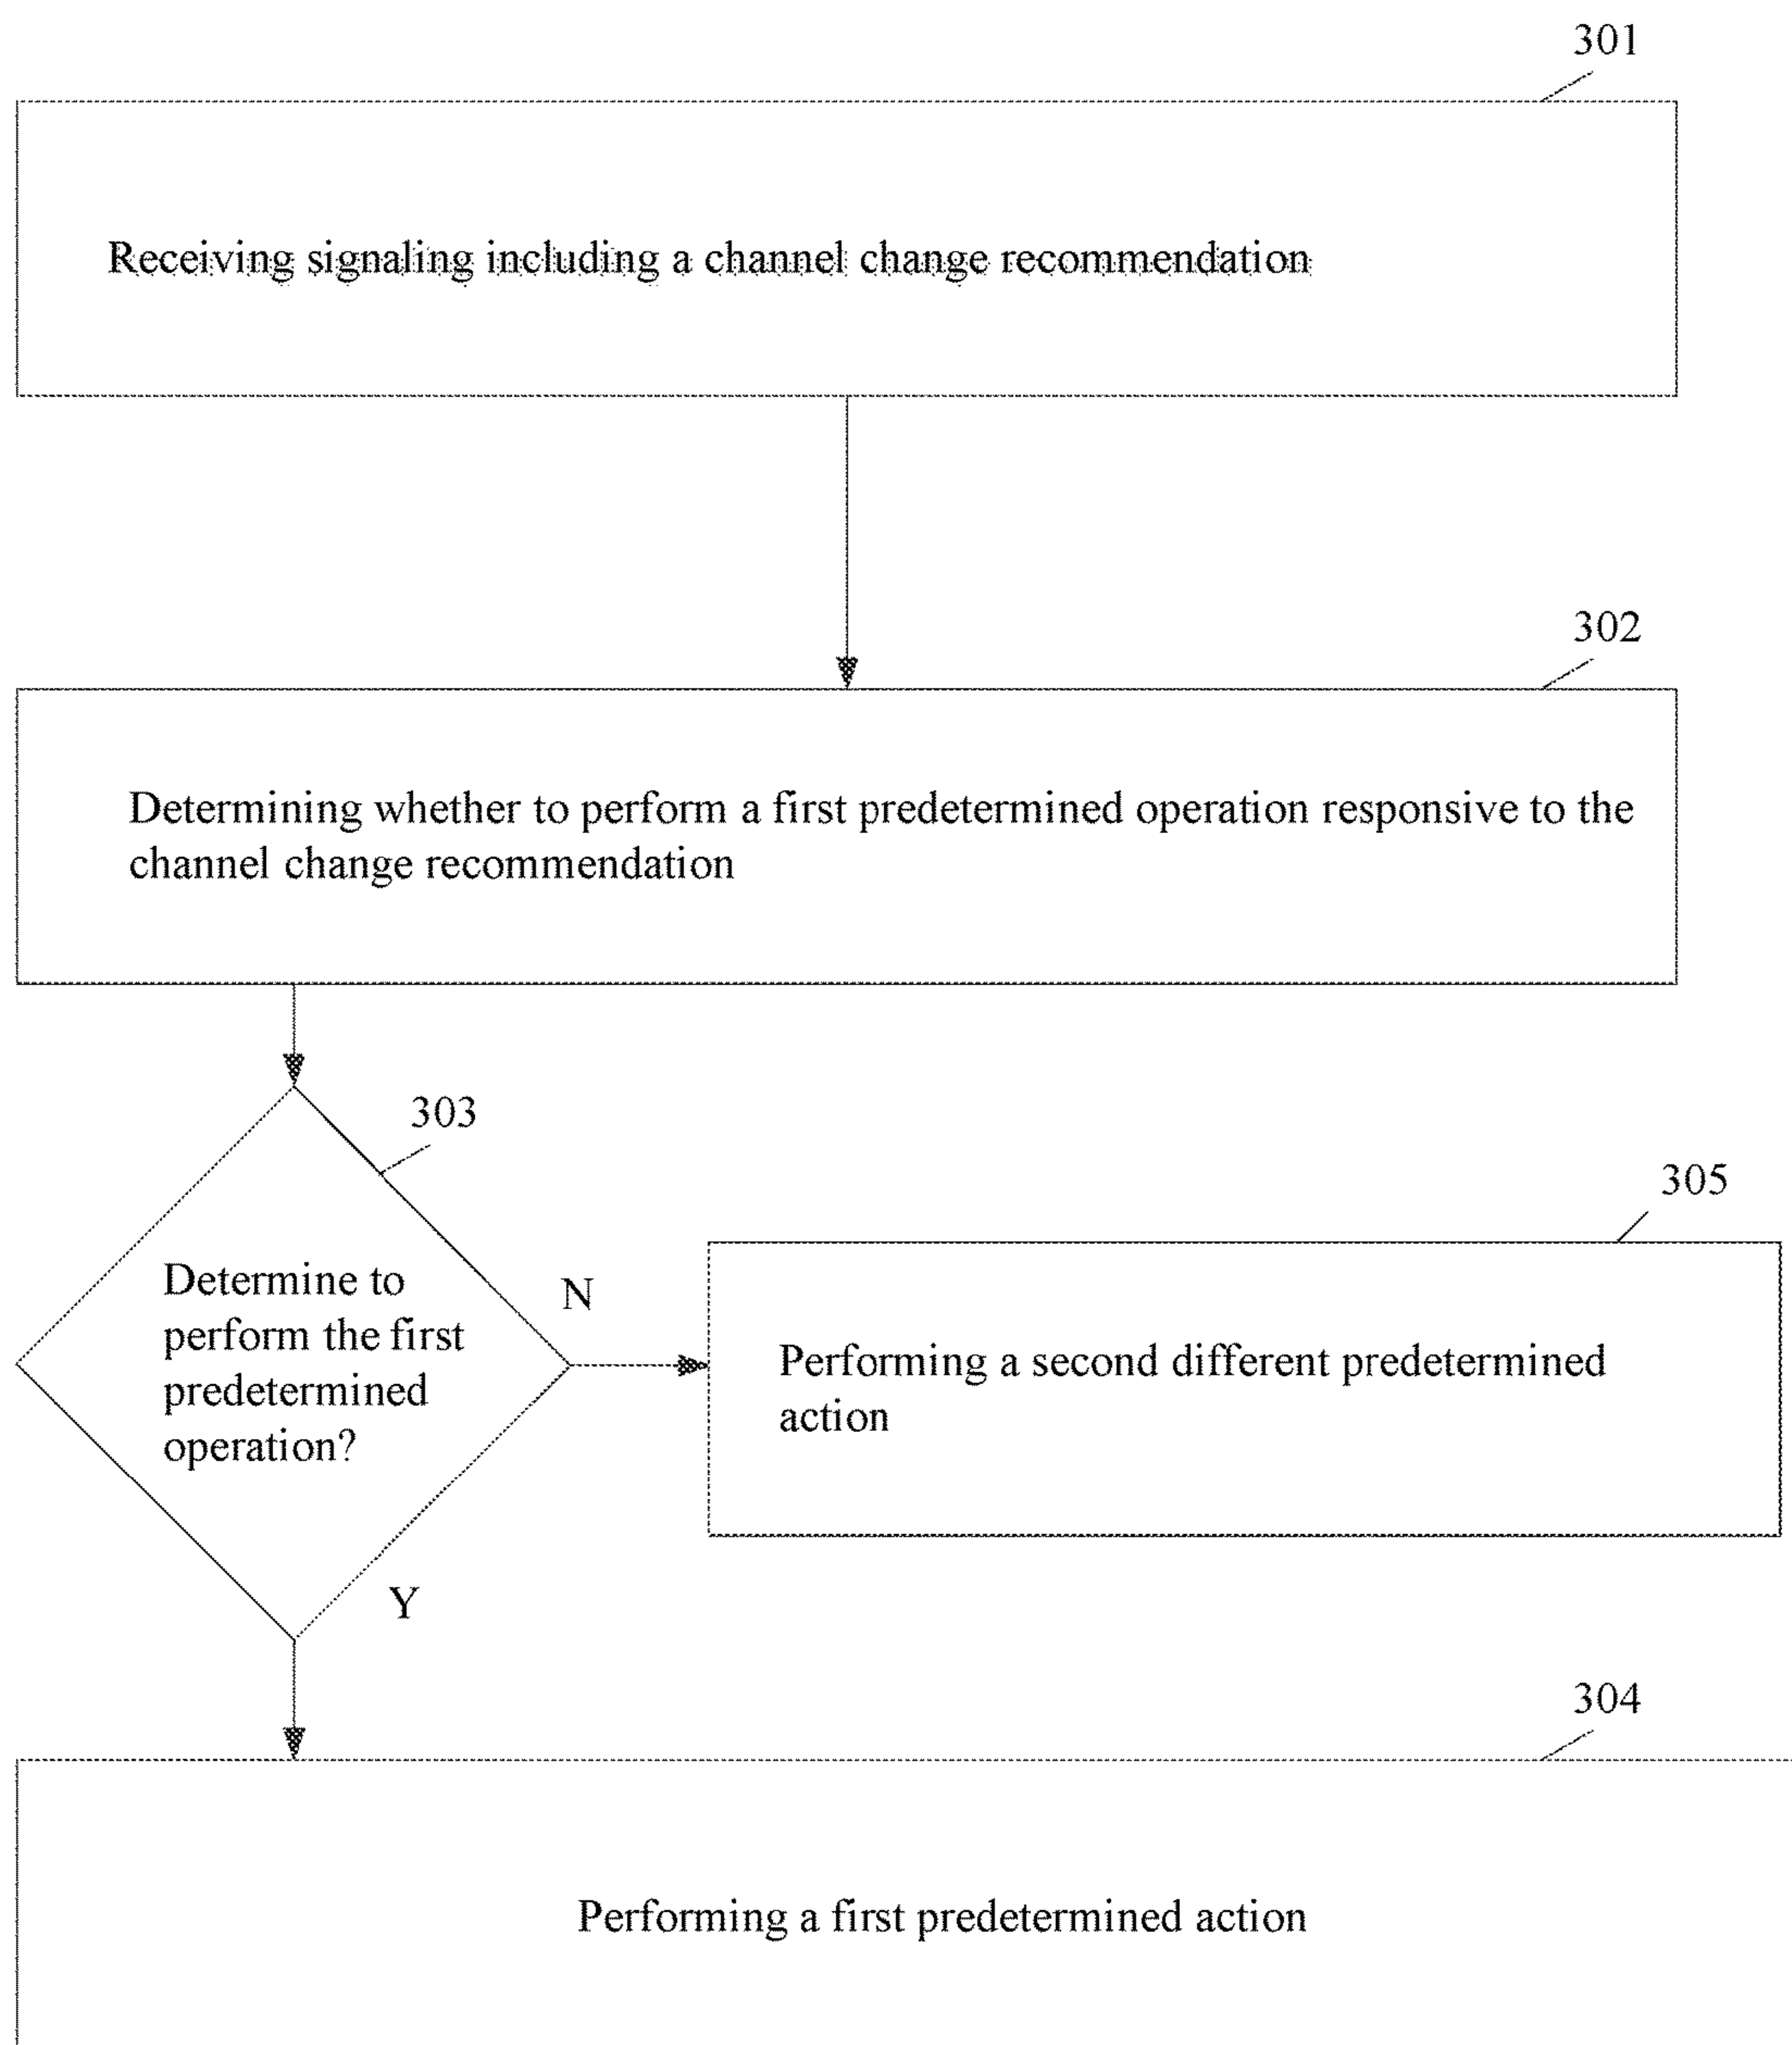 301
Receiving signaling including a channel change recommendation
302
Determining whether to perform a first predetermined operation responsive to the
channel change recommendation
303
Determine to
perform the first
predetermined
operation?
N
305
Performing a second different predetermined
action
Y
304
Performing a first predetermined action